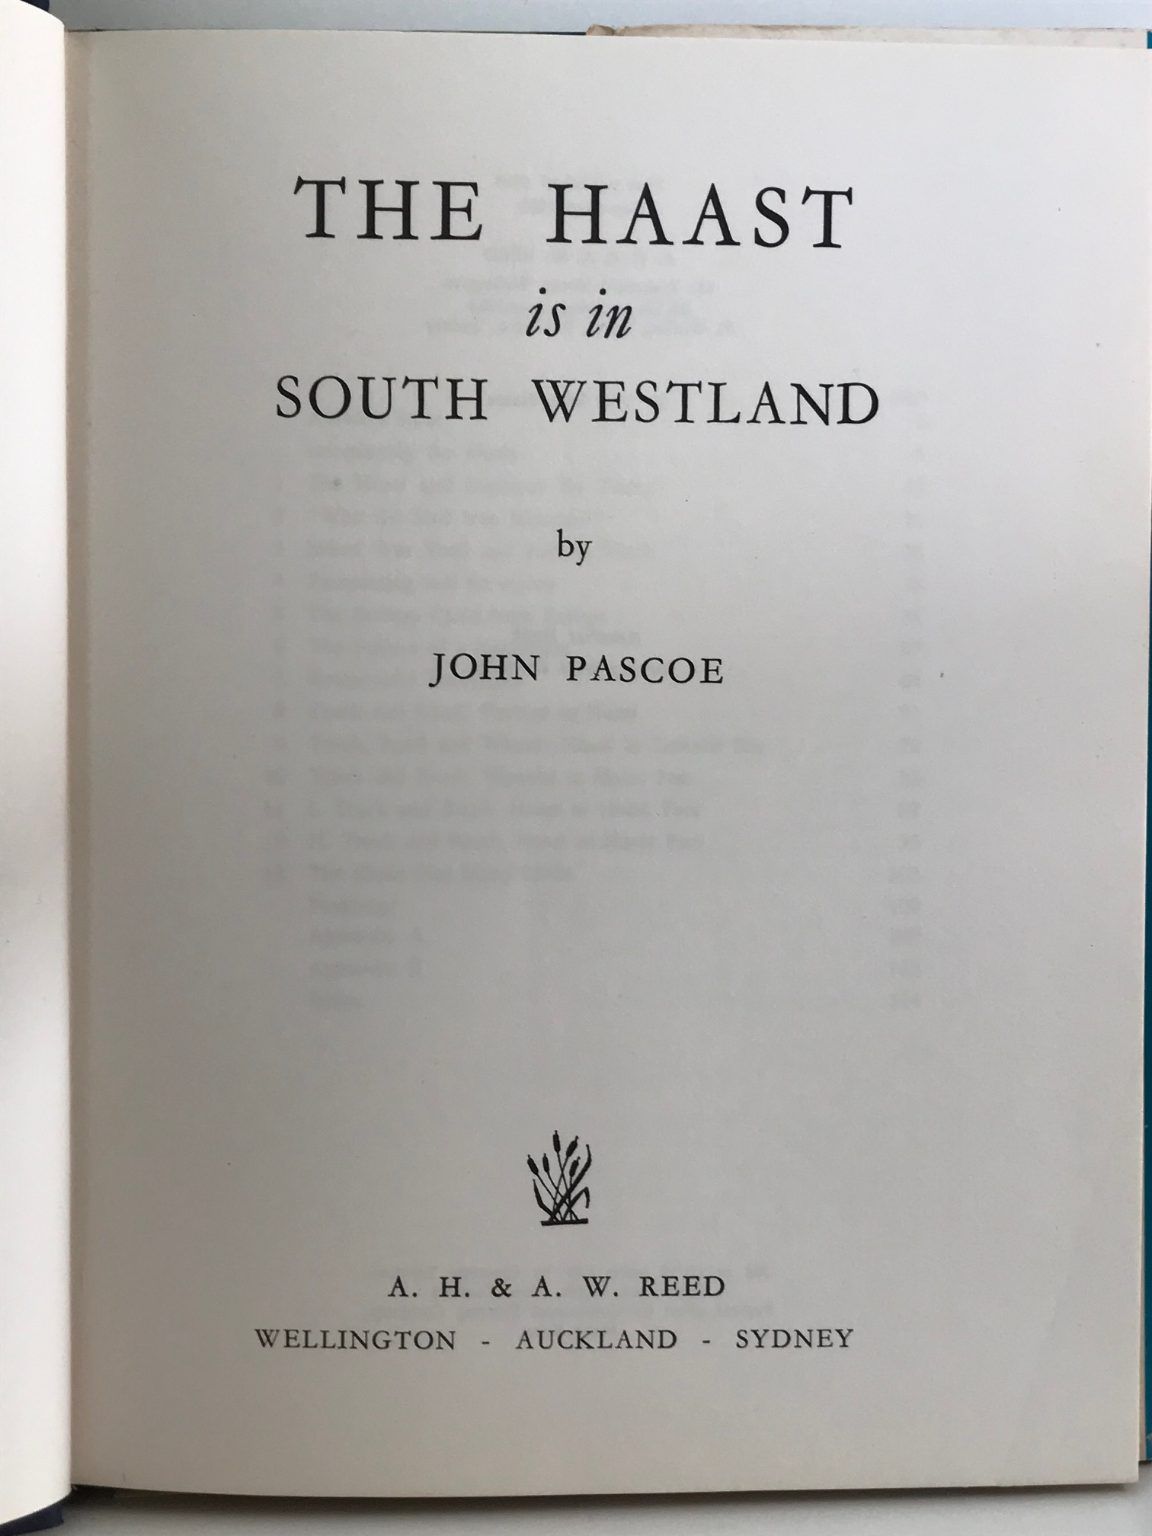 THE HAAST
is in
SOUTH WESTLAND
by
JOHN PASCOE
A. H. & A. W. REED
WELLINGTON - AUCKLAND - SYDNEY